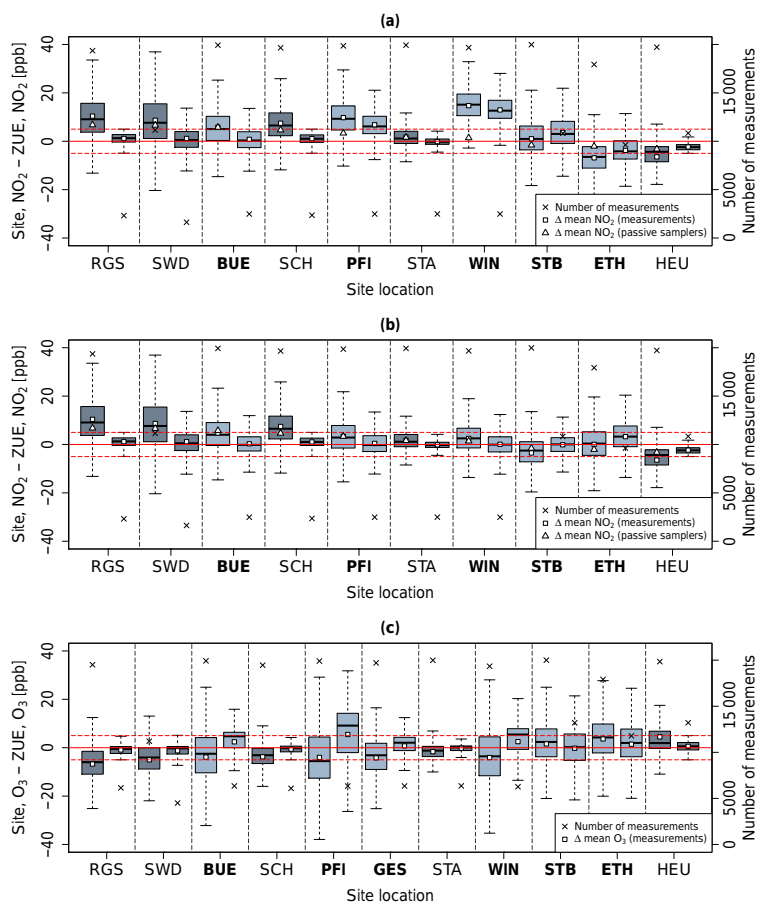 (a)
Site, NO2 − ZUE, NO2 [ppb]
40
20
0
−20
−40
15 000
5000
0
Number of measurements
× Number of measurements
□ Δ mean NO2 (measurements)
△ Δ mean NO2 (passive samplers)
RGS SWD BUE SCH PFI STA WIN STB ETH HEU
Site location
(b)
Site, NO2 − ZUE, NO2 [ppb]
40
20
0
−20
−40
15 000
5000
0
Number of measurements
× Number of measurements
□ Δ mean NO2 (measurements)
△ Δ mean NO2 (passive samplers)
RGS SWD BUE SCH PFI STA WIN STB ETH HEU
Site location
(c)
Site, O3 − ZUE, O3 [ppb]
40
20
0
−20
−40
15 000
5000
0
Number of measurements
× Number of measurements
□ Δ mean O3 (measurements)
RGS SWD BUE SCH PFI GES STA WIN STB ETH HEU
Site location